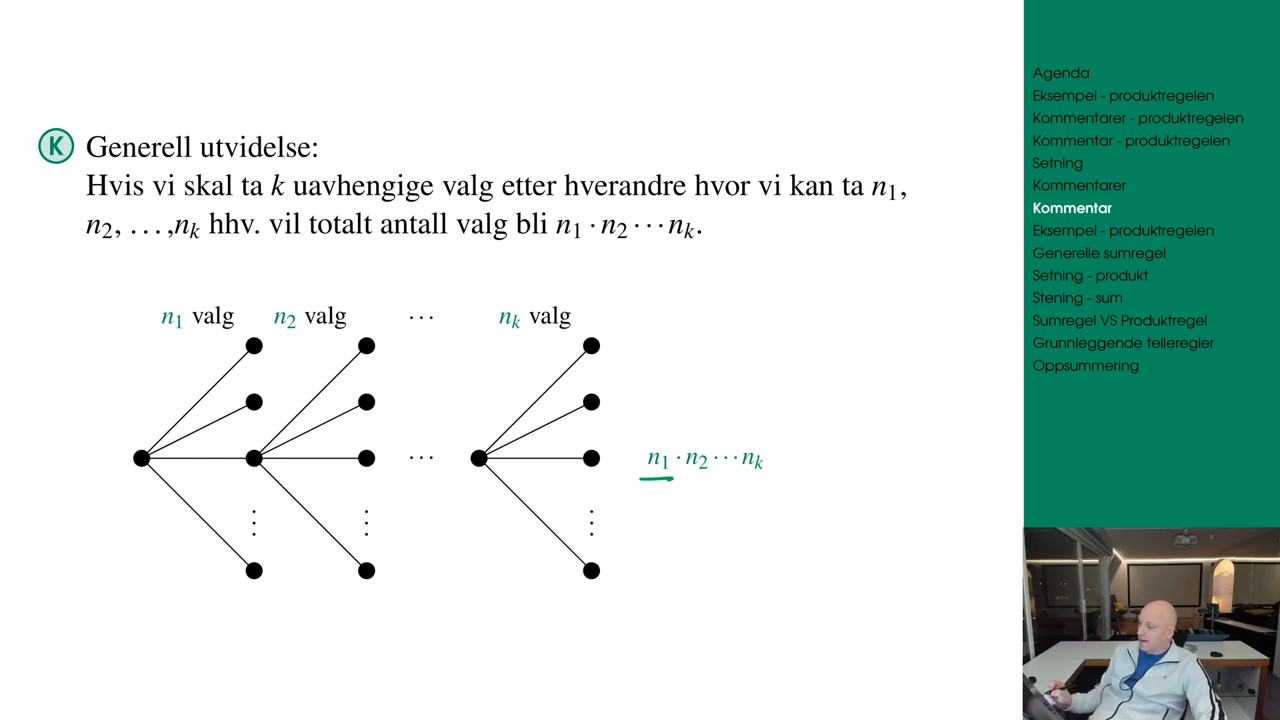 K Generell utvidelse:
Hvis vi skal ta k uavhengige valg etter hverandre hvor vi kan ta n₁,
n₂, …,nₖ hhv. vil totalt antall valg bli n₁ · n₂ ⋯ nₖ.
n₁ valg n₂ valg ⋯ nₖ valg
⋯ n₁ · n₂ ⋯ nₖ
Agenda
Eksempel - produktregelen
Kommentarer - produktregelen
Kommentar - produktregelen
Setning
Kommentarer
Kommentar
Eksempel - produktregelen
Generelle sumregel
Setning - produkt
Stening - sum
Sumregel VS Produktregel
Grunnleggende telleregler
Oppsummering